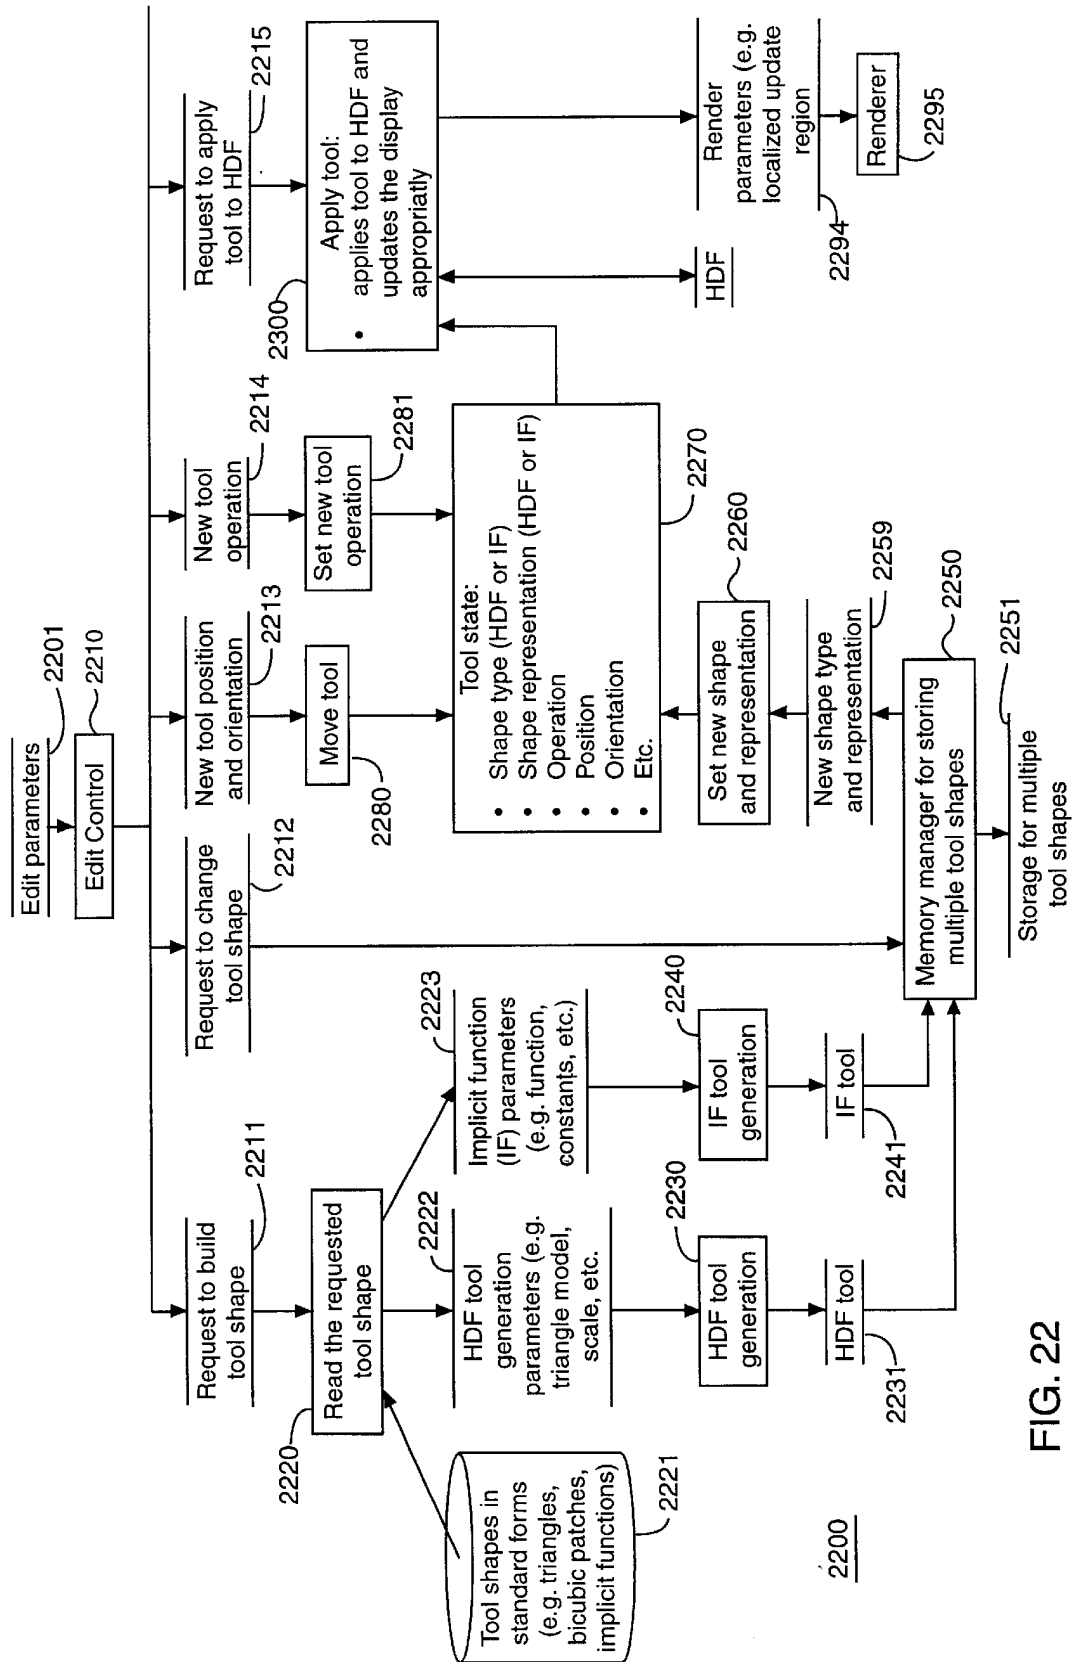 Edit parameters
2201
Edit Control
2210
Request to build
tool shape
2211
Request to change
tool shape
2212
New tool position
and orientation
2213
New tool
operation
2214
Request to apply
tool to HDF
2215
Read the requested
tool shape
2220
Tool shapes in
standard forms
(e.g. triangles,
bicubic patches,
implicit functions)
2221
HDF tool
generation
parameters (e.g.
triangle model,
scale, etc.
2222
Implicit function
(IF) parameters
(e.g. function,
constants, etc.)
2223
HDF tool
generation
2230
HDF tool
2231
IF tool
generation
2240
IF tool
2241
Move tool
2280
Set new tool
operation
2281
Tool state:
• Shape type (HDF or IF)
• Shape representation (HDF or IF)
• Operation
• Position
• Orientation
• Etc.
2270
Set new shape
and representation
2260
New shape type
and representation
2259
Memory manager for storing
multiple tool shapes
2250
Storage for multiple
tool shapes
2251
Apply tool:
• applies tool to HDF and
updates the display
appropriatly
2300
HDF
Render
parameters (e.g.
localized update
region
2294
Renderer
2295
2200
FIG. 22